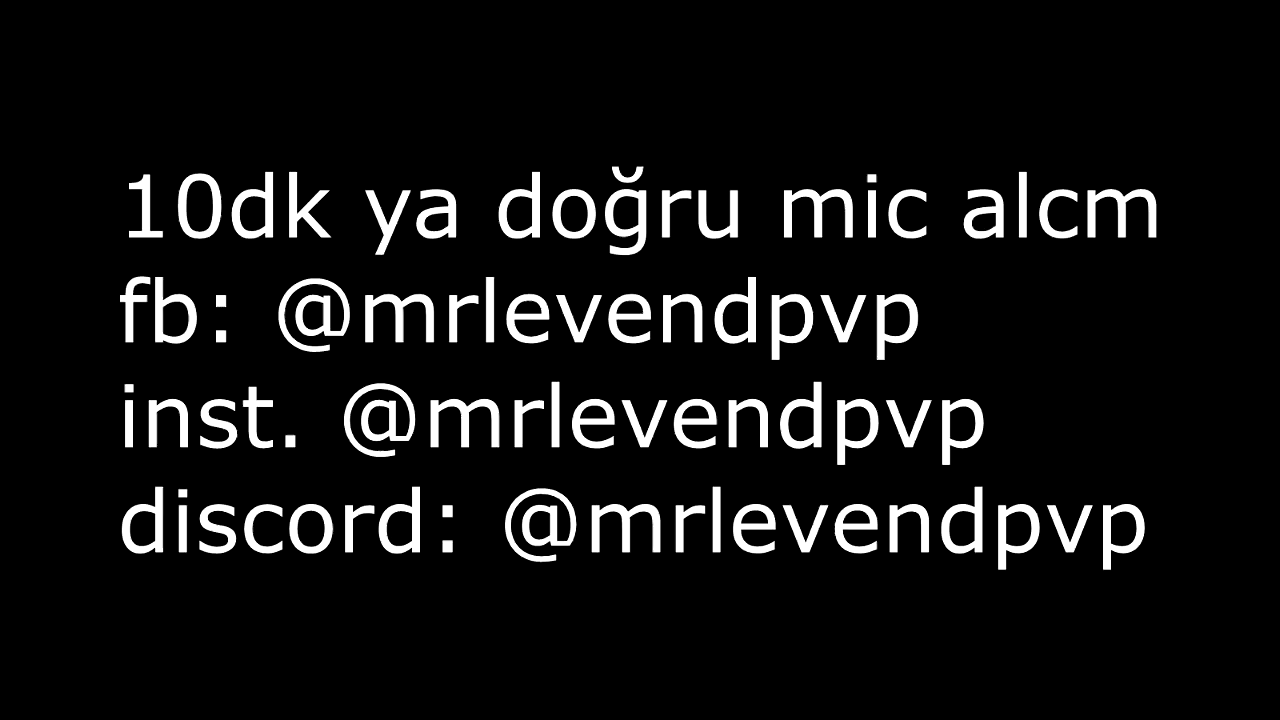 10dk ya doğru mic alcm
fb: @mrlevendpvp
inst. @mrlevendpvp
discord: @mrlevendpvp